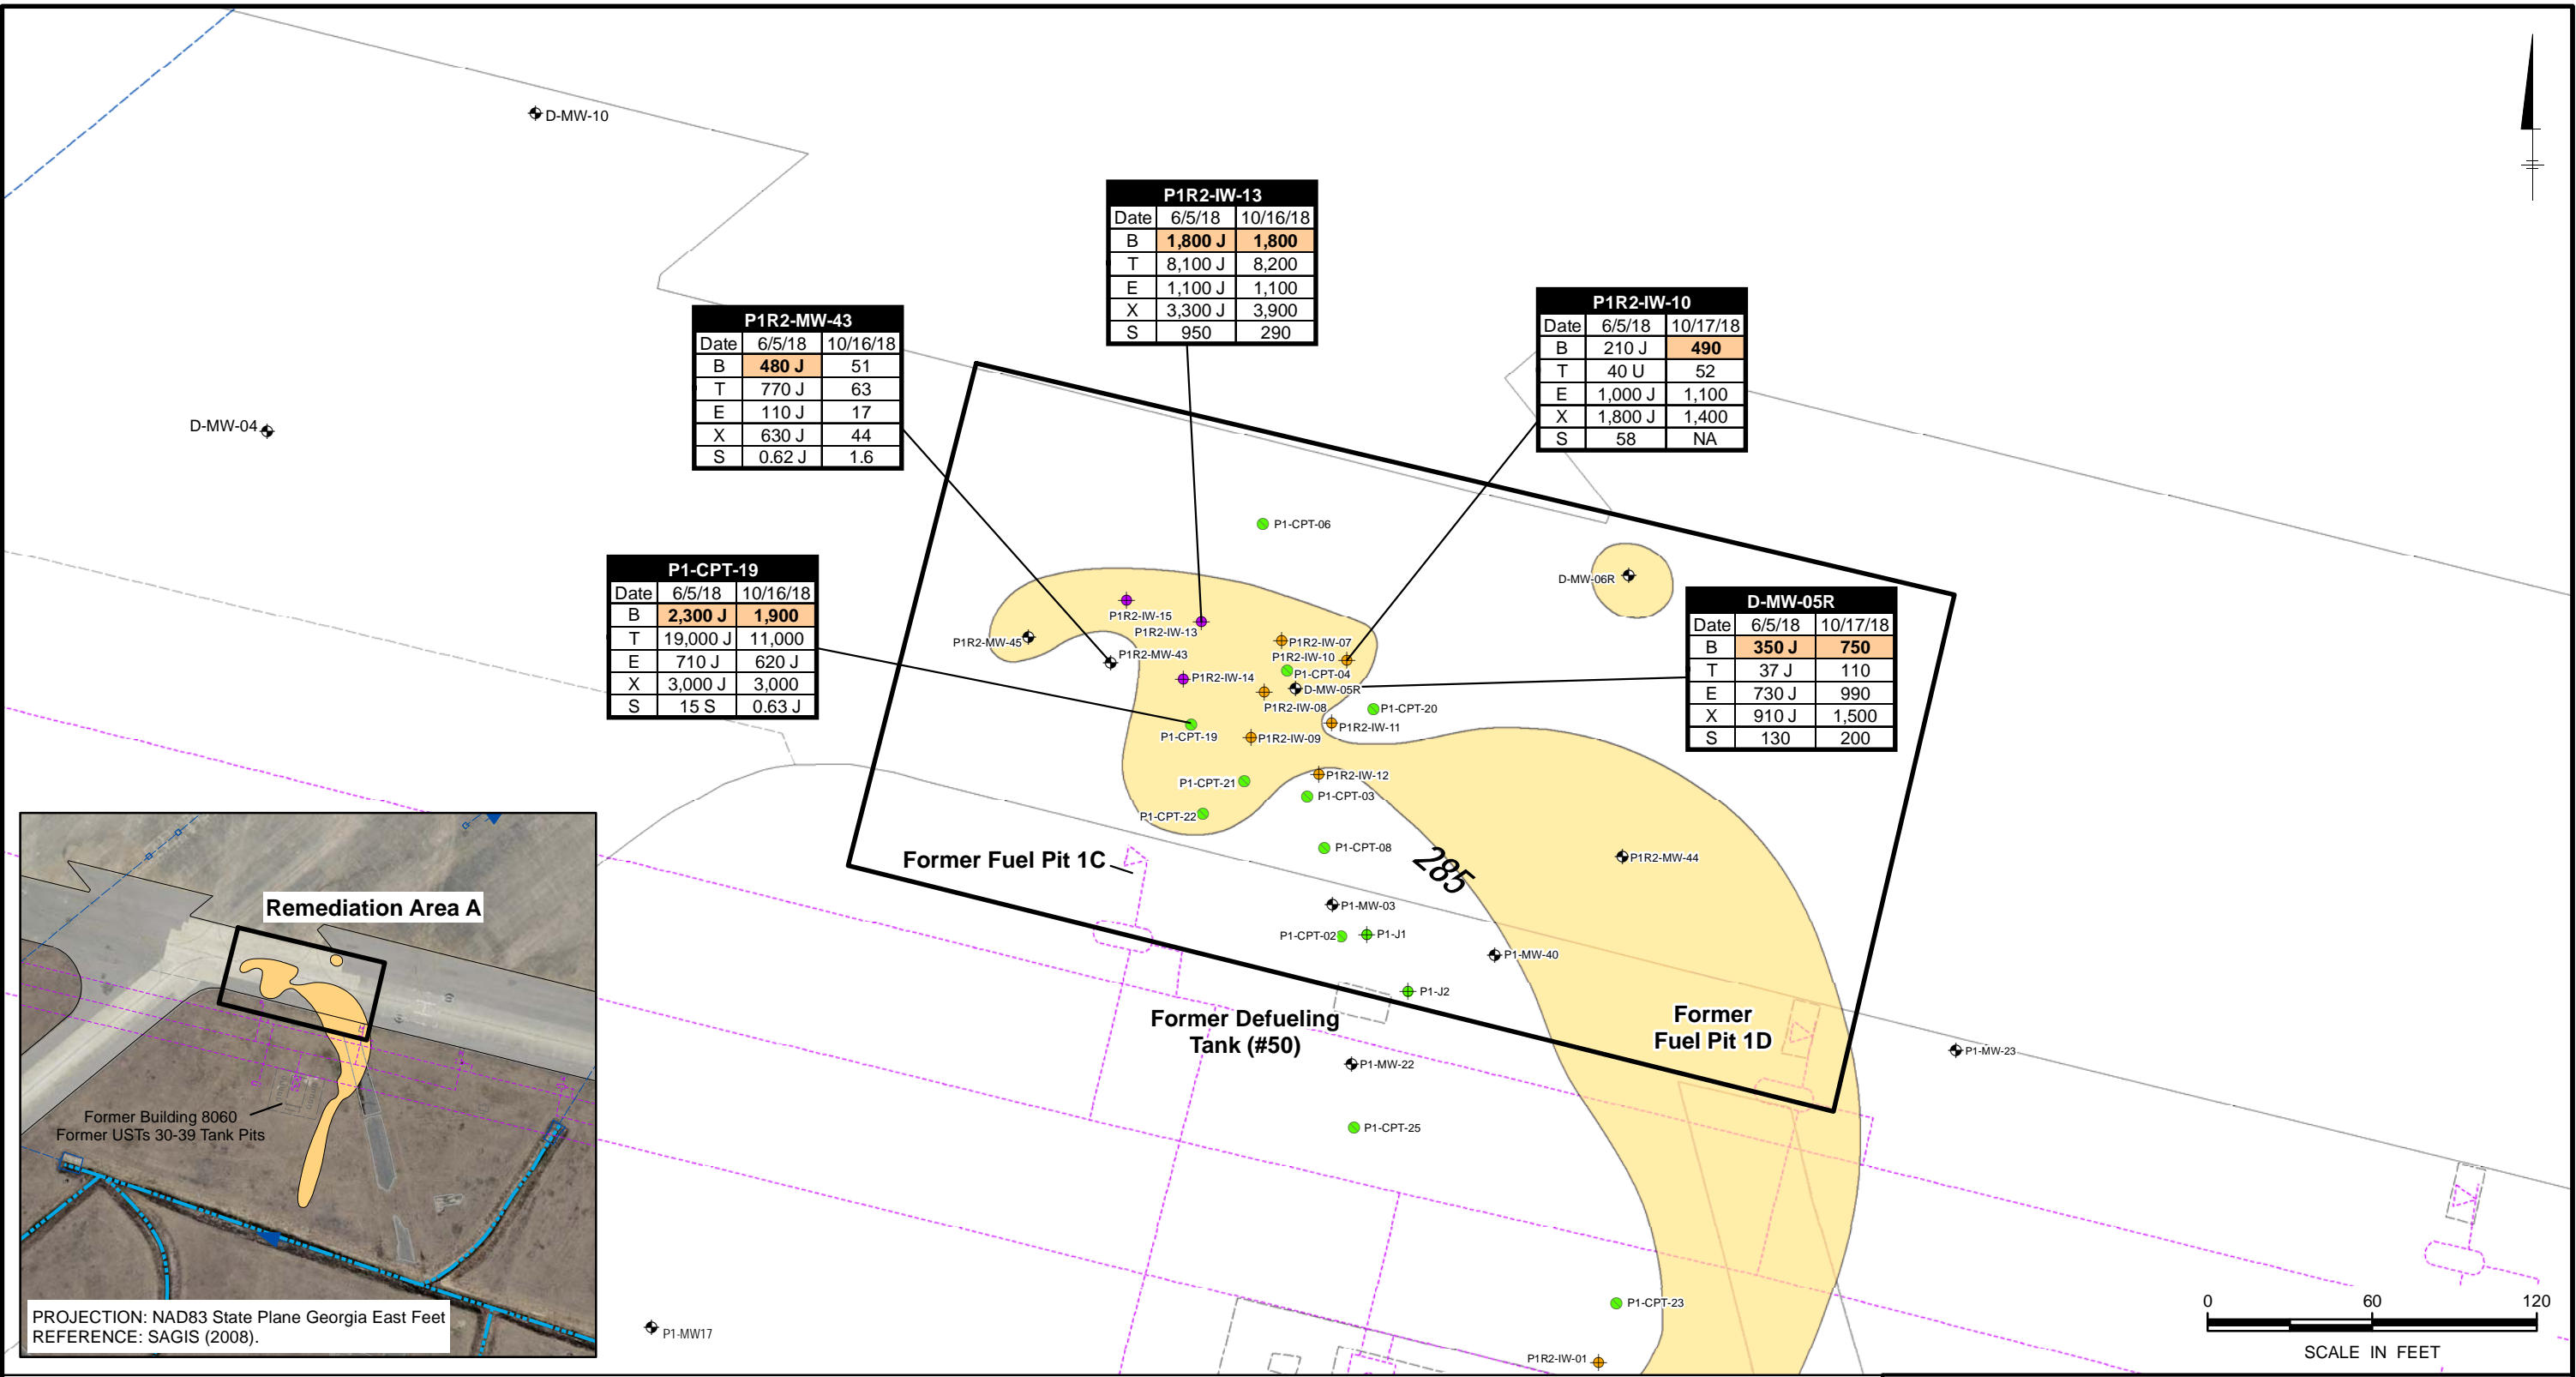 D-MW-10
P1R2-IW-13
Date 6/5/18 10/16/18
B 1,800 J 1,800
T 8,100 J 8,200
E 1,100 J 1,100
X 3,300 J 3,900
S 950 290
P1R2-IW-10
Date 6/5/18 10/17/18
B 210 J 490
T 40 U 52
E 1,000 J 1,100
X 1,800 J 1,400
S 58 NA
P1R2-MW-43
Date 6/5/18 10/16/18
B 480 J 51
T 770 J 63
E 110 J 17
X 630 J 44
S 0.62 J 1.6
D-MW-04
P1-CPT-06
P1-CPT-19
Date 6/5/18 10/16/18
B 2,300 J 1,900
T 19,000 J 11,000
E 710 J 620 J
X 3,000 J 3,000
S 15 S 0.63 J
D-MW-06R
D-MW-05R
Date 6/5/18 10/17/18
B 350 J 750
T 37 J 110
E 730 J 990
X 910 J 1,500
S 130 200
P1R2-IW-15
P1R2-IW-13
P1R2-MW-45
P1R2-IW-07
P1R2-MW-43
P1R2-IW-10
P1-CPT-04
P1R2-IW-14
D-MW-05R
P1R2-IW-08
P1-CPT-20
P1R2-IW-11
P1-CPT-19
P1R2-IW-09
P1R2-IW-12
P1-CPT-21
P1-CPT-03
P1-CPT-22
P1-CPT-08
Former Fuel Pit 1C
285
P1R2-MW-44
P1-MW-03
P1-CPT-02
P1-J1
P1-MW-40
P1-J2
Former Defueling
Tank (#50)
Former
Fuel Pit 1D
P1-MW-23
P1-MW-22
P1-CPT-25
P1-CPT-23
P1R2-IW-01
P1-MW17
Remediation Area A
Former Building 8060
Former USTs 30-39 Tank Pits
PROJECTION: NAD83 State Plane Georgia East Feet
REFERENCE: SAGIS (2008).
0 60 120
SCALE IN FEET